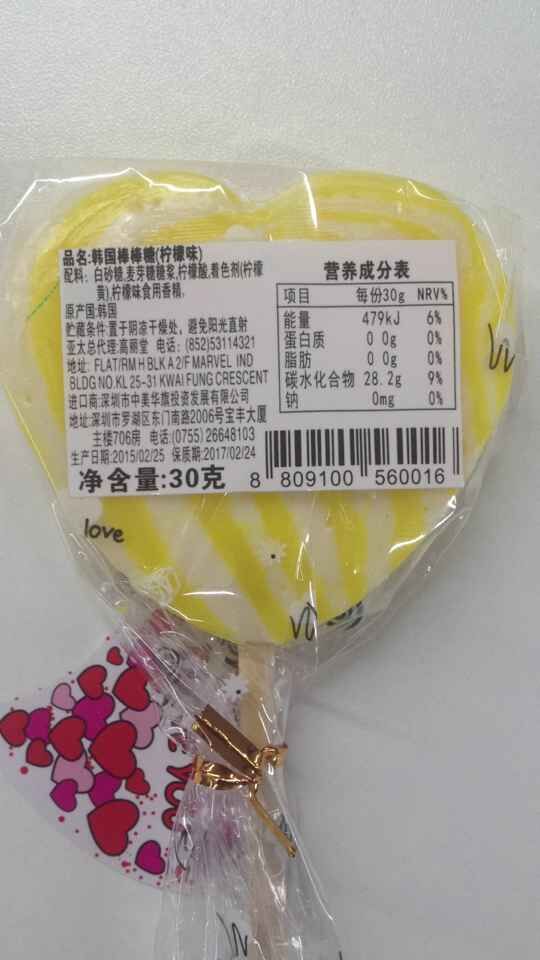 品名:韩国棒棒糖(柠檬味)
配料: 白砂糖,麦芽糖糖浆,柠檬酸,着色剂(柠檬
黄),柠檬味食用香精,
原产国:韩国
贮藏条件:置于阴凉干燥处, 避免阳光直射
亚太总代理:高丽堂 电话: (852)53114321
地址: FLAT/RM H BLK A 2/F MARVEL IND
BLDG NO.KL 25-31 KWAI FUNG CRESCENT
进口商:深圳市中美华旗投资发展有限公司
地址:深圳市罗湖区东门南路2006号宝丰大厦
主楼706房 电话:(0755) 26648103
生产日期:2015/02/25 保质期:2017/02/24
净含量:30克
营养成分表
项目 每份30g NRV%
能量 479kJ 6%
蛋白质 0 0g 0%
脂肪 0 0g 0%
碳水化合物 28.2g 9%
钠 0mg 0%
8 809100 560016
love